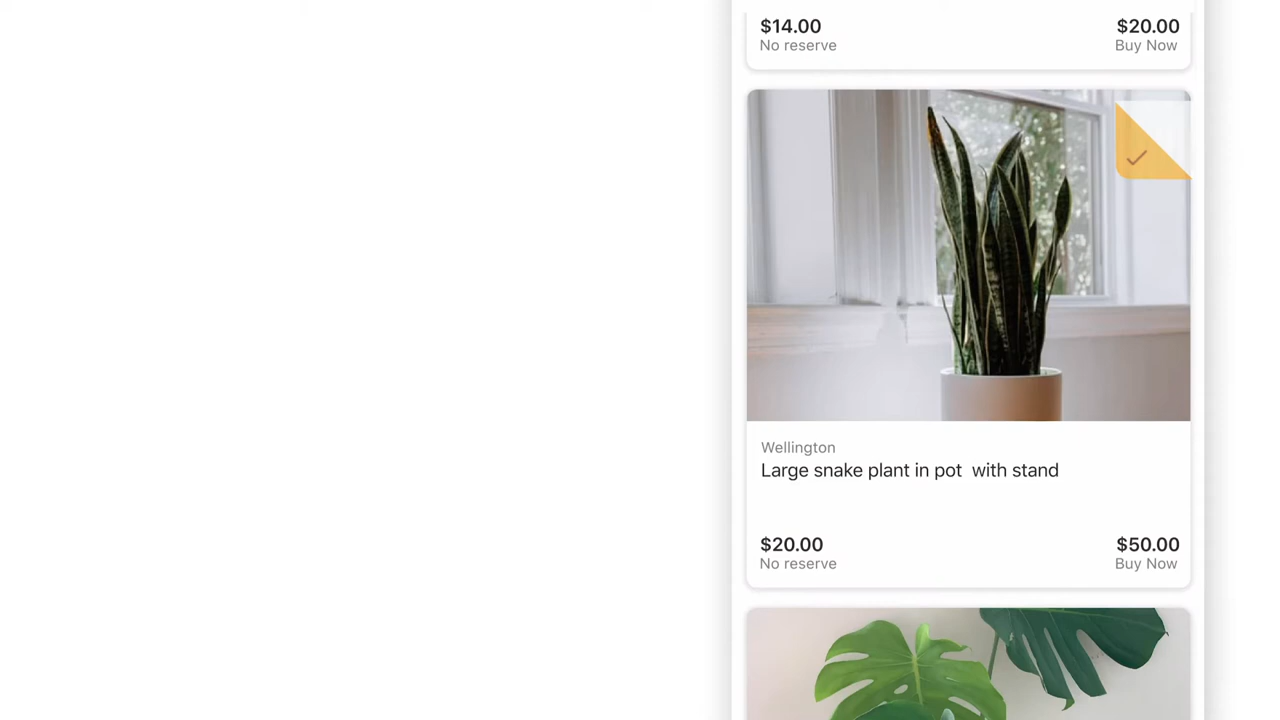 $14.00 $20.00
No reserve Buy Now
Wellington
Large snake plant in pot  with stand
$20.00 $50.00
No reserve Buy Now